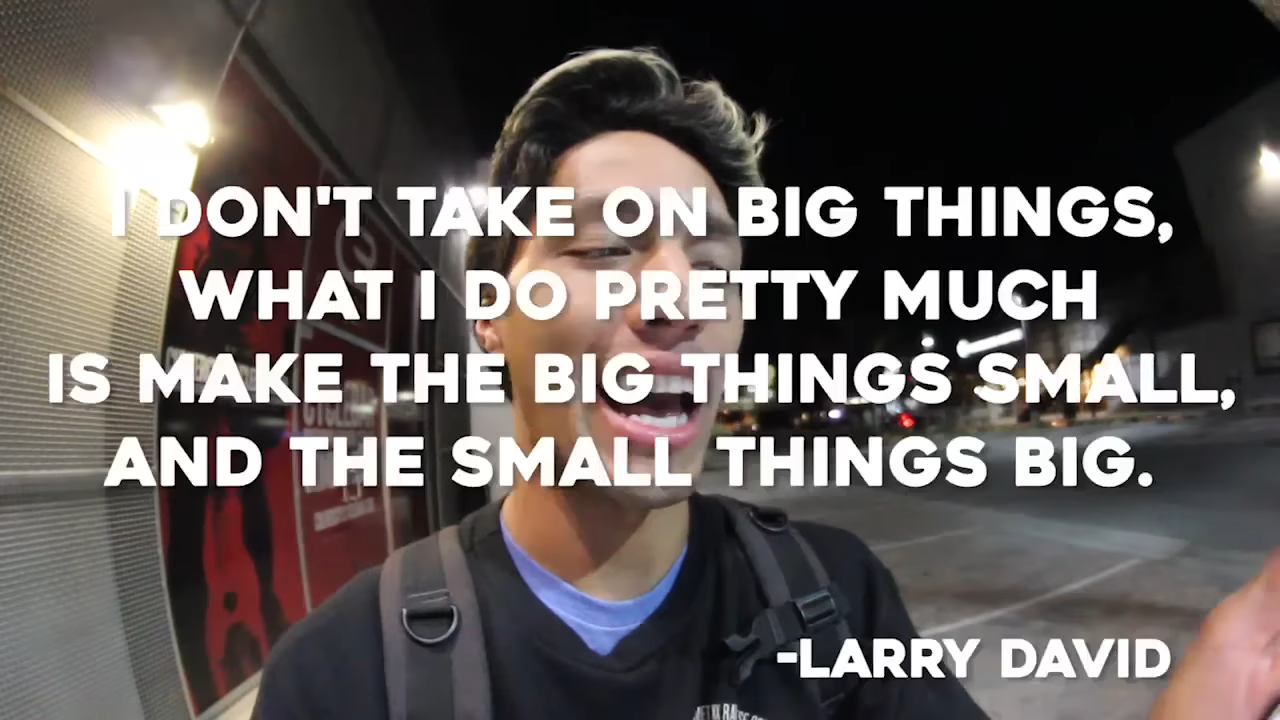 I DON'T TAKE ON BIG THINGS,
WHAT I DO PRETTY MUCH
IS MAKE THE BIG THINGS SMALL,
AND THE SMALL THINGS BIG.
-LARRY DAVID
CYCLEBAR